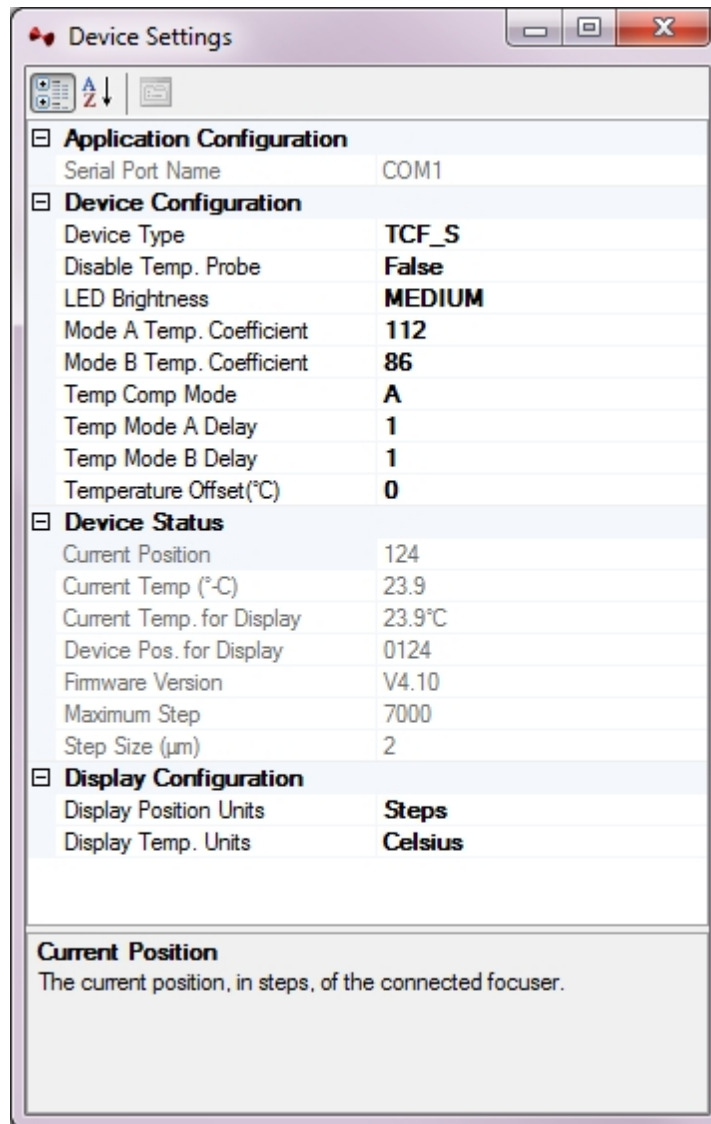 Device Settings
Application Configuration
Serial Port Name COM1
Device Configuration
Device Type TCF_S
Disable Temp. Probe False
LED Brightness MEDIUM
Mode A Temp. Coefficient 112
Mode B Temp. Coefficient 86
Temp Comp Mode A
Temp Mode A Delay 1
Temp Mode B Delay 1
Temperature Offset(°C) 0
Device Status
Current Position 124
Current Temp (°-C) 23.9
Current Temp. for Display 23.9°C
Device Pos. for Display 0124
Firmware Version V4.10
Maximum Step 7000
Step Size (µm) 2
Display Configuration
Display Position Units Steps
Display Temp. Units Celsius
Current Position
The current position, in steps, of the connected focuser.